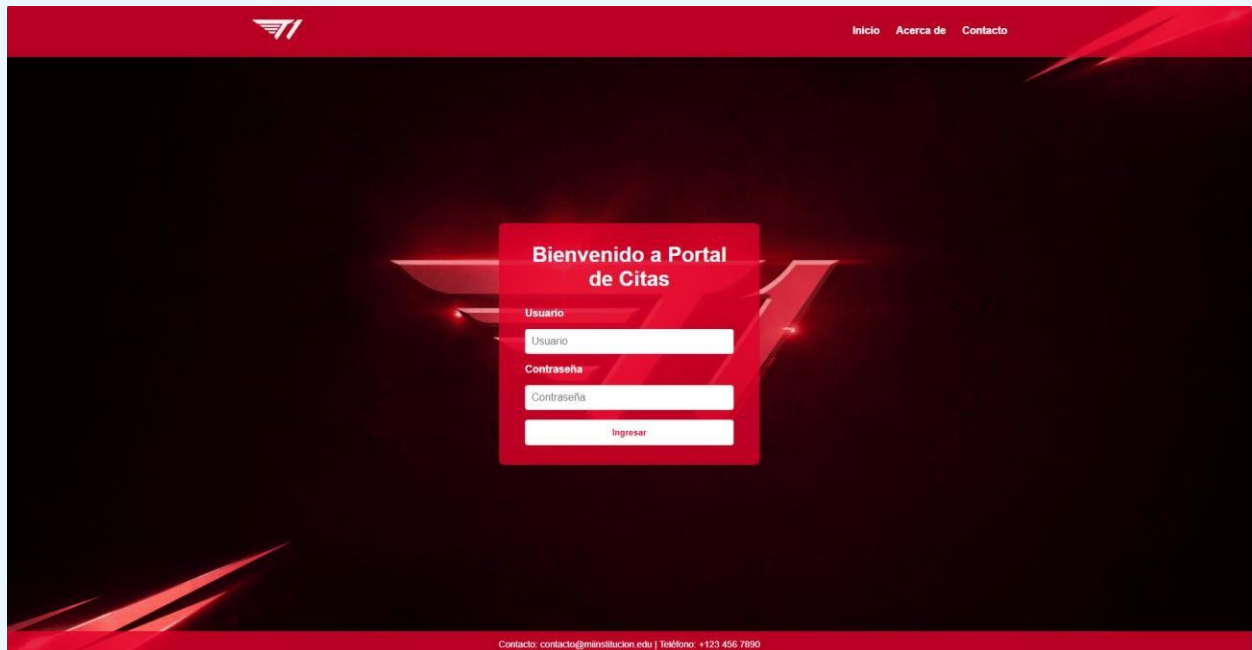 T1
Inicio Acerca de Contacto
Bienvenido a Portal
de Citas
Usuario
Usuario
Contraseña
Contraseña
Ingresar
Contacto: contacto@miinstitucion.edu | Teléfono: +123 456 7890